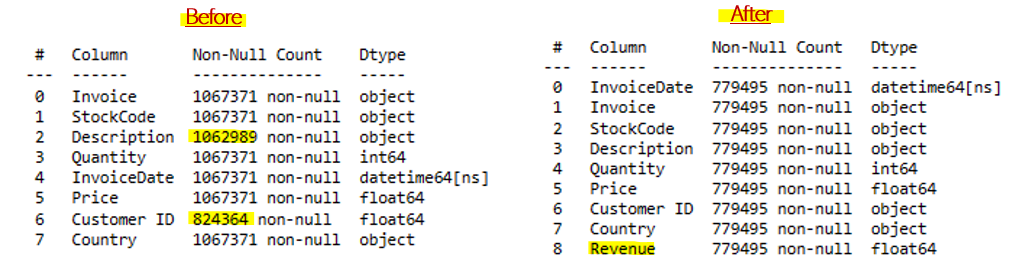 Before
# Column Non-Null Count Dtype
--- ------ -------------- -----
0 Invoice 1067371 non-null object
1 StockCode 1067371 non-null object
2 Description 1062989 non-null object
3 Quantity 1067371 non-null int64
4 InvoiceDate 1067371 non-null datetime64[ns]
5 Price 1067371 non-null float64
6 Customer ID 824364 non-null float64
7 Country 1067371 non-null object
After
# Column Non-Null Count Dtype
--- ------ -------------- -----
0 InvoiceDate 779495 non-null datetime64[ns]
1 Invoice 779495 non-null object
2 StockCode 779495 non-null object
3 Description 779495 non-null object
4 Quantity 779495 non-null int64
5 Price 779495 non-null float64
6 Customer ID 779495 non-null object
7 Country 779495 non-null object
8 Revenue 779495 non-null float64